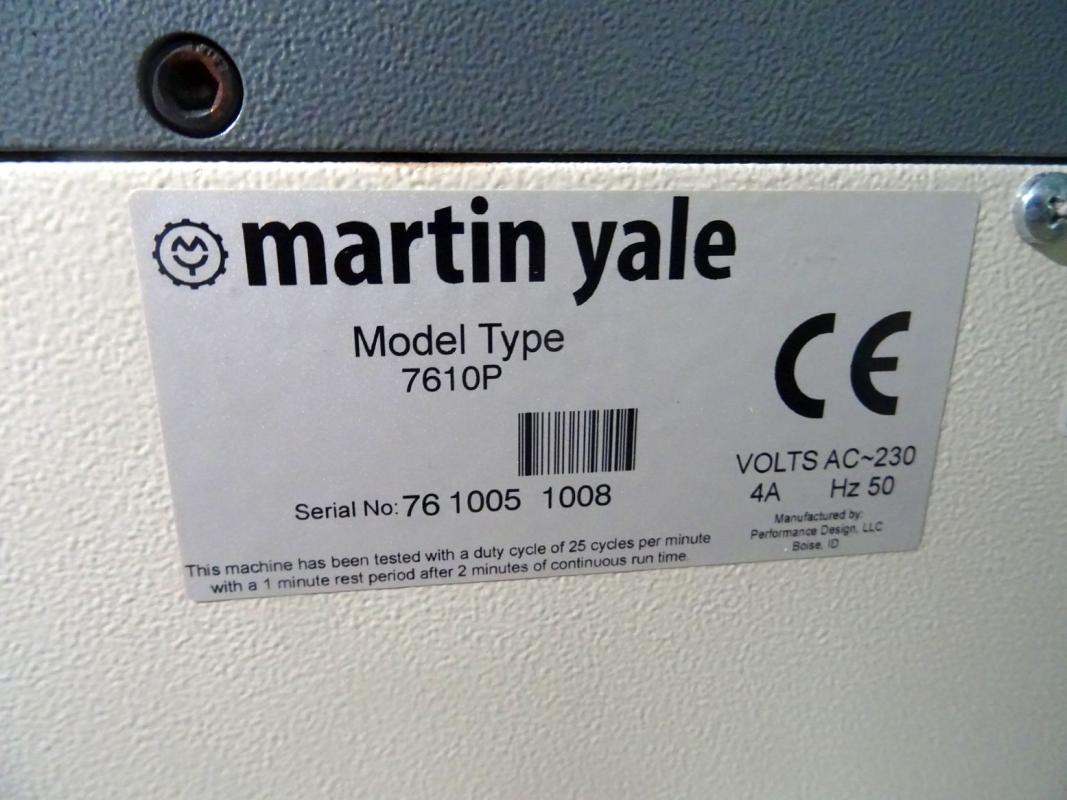 martin yale
Model Type
7610P
CE
VOLTS AC~230
4A Hz 50
Serial No: 76 1005 1008
Manufactured by:
Performance Design, LLC
Boise, ID
This machine has been tested with a duty cycle of 25 cycles per minute
with a 1 minute rest period after 2 minutes of continuous run time.